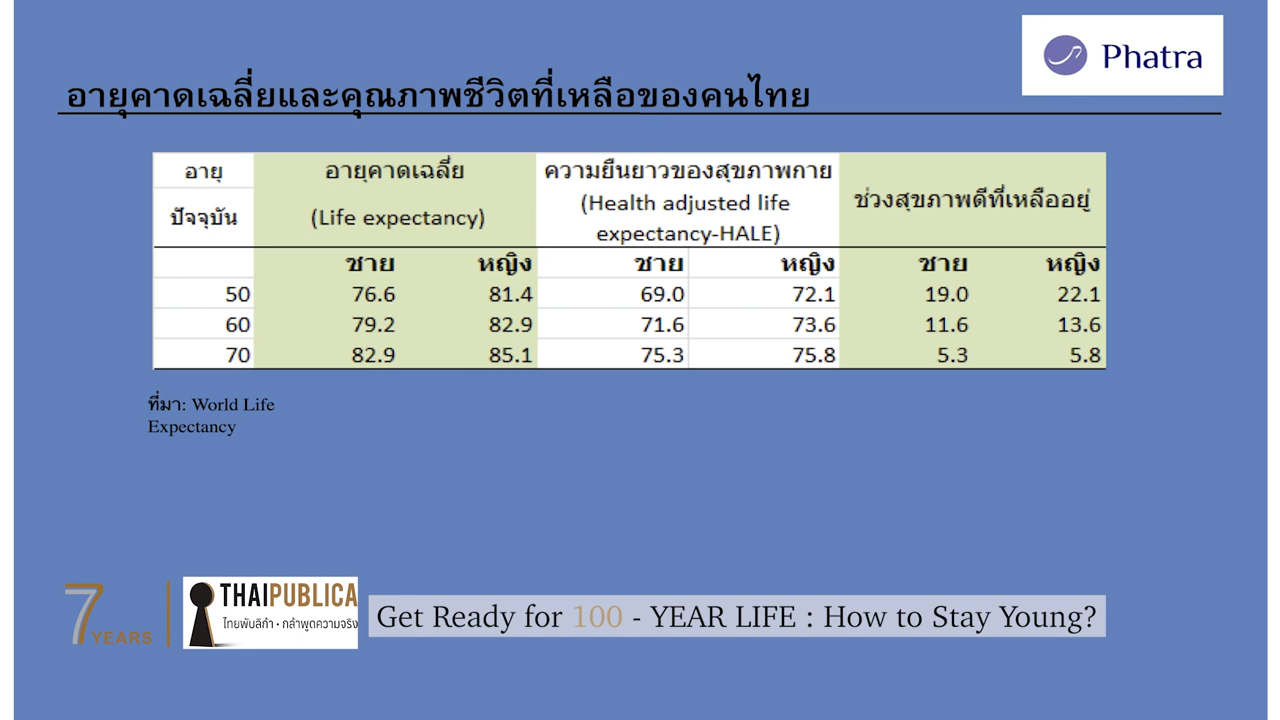 Phatra
อายุคาดเฉลี่ยและคุณภาพชีวิตที่เหลือของคนไทย
อายุ ปัจจุบัน
อายุคาดเฉลี่ย
(Life expectancy)
ความยืนยาวของสุขภาพกาย
(Health adjusted life
expectancy-HALE)
ช่วงสุขภาพดีที่เหลืออยู่
ชาย หญิง ชาย หญิง ชาย หญิง
50 76.6 81.4 69.0 72.1 19.0 22.1
60 79.2 82.9 71.6 73.6 11.6 13.6
70 82.9 85.1 75.3 75.8 5.3 5.8
ที่มา: World Life
Expectancy
7 YEARS
THAIPUBLICA
ไทยพับลิก้า • กล้าพูดความจริง
Get Ready for 100 - YEAR LIFE : How to Stay Young?